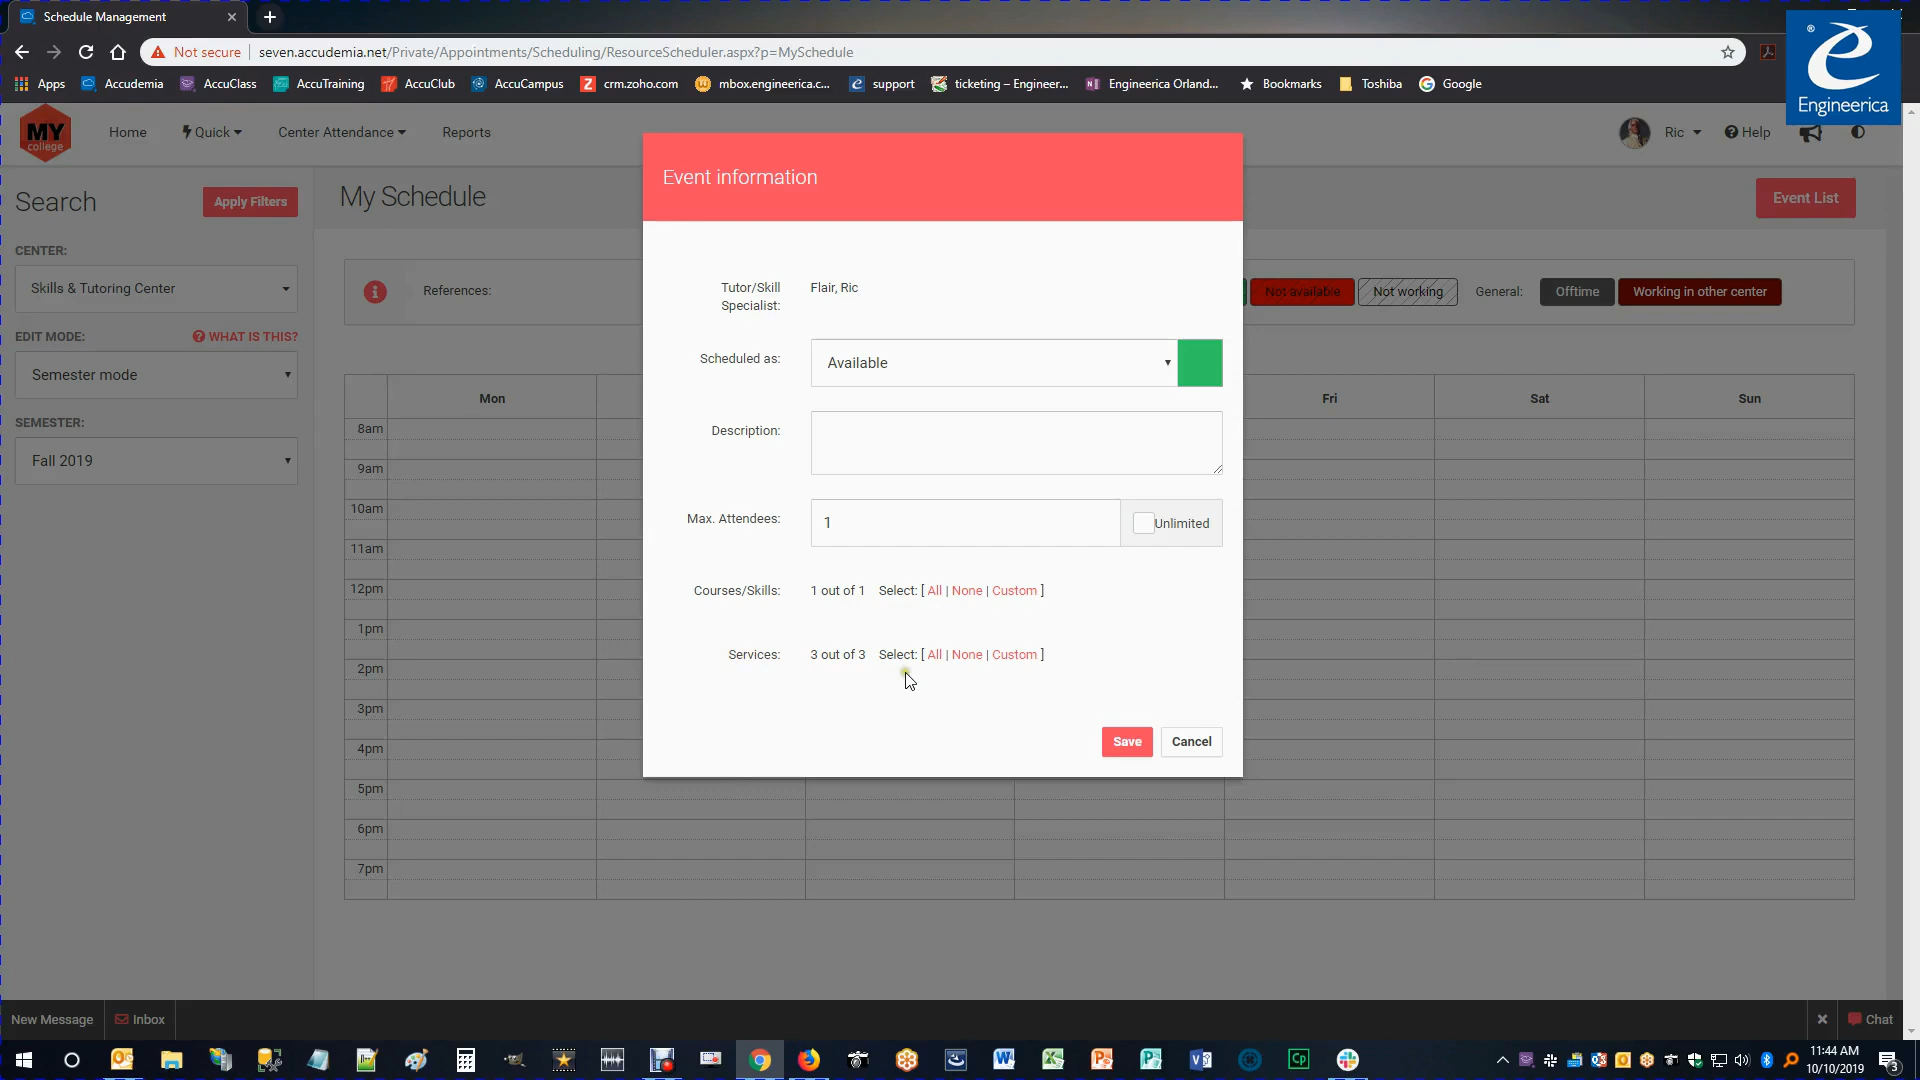 Schedule Management
Not secure
seven.accudemia.net/Private/Appointments/Scheduling/ResourceScheduler.aspx?p=MySchedule
Apps
Accudemia
AccuClass
AccuTraining
AccuClub
AccuCampus
crm.zoho.com
mbox.engineerica.c...
support
ticketing – Engineer...
Engineerica Orland...
Bookmarks
Toshiba
Google
Engineerica
MY
college
Home
Quick
Center Attendance
Reports
Ric
Help
Search
Apply Filters
CENTER:
Skills & Tutoring Center
EDIT MODE:
WHAT IS THIS?
Semester mode
SEMESTER:
Fall 2019
My Schedule
Event List
References:
Not available
Not working
General:
Offtime
Working in other center
Mon
Fri
Sat
Sun
8am
9am
10am
11am
12pm
1pm
2pm
3pm
4pm
5pm
6pm
7pm
Event information
Tutor/Skill
Specialist:
Flair, Ric
Scheduled as:
Available
Description:
Max. Attendees:
1
Unlimited
Courses/Skills:
1 out of 1 Select: [ All | None | Custom ]
Services:
3 out of 3 Select: [ All | None | Custom ]
Save
Cancel
New Message
Inbox
Chat
11:44 AM
10/10/2019
3